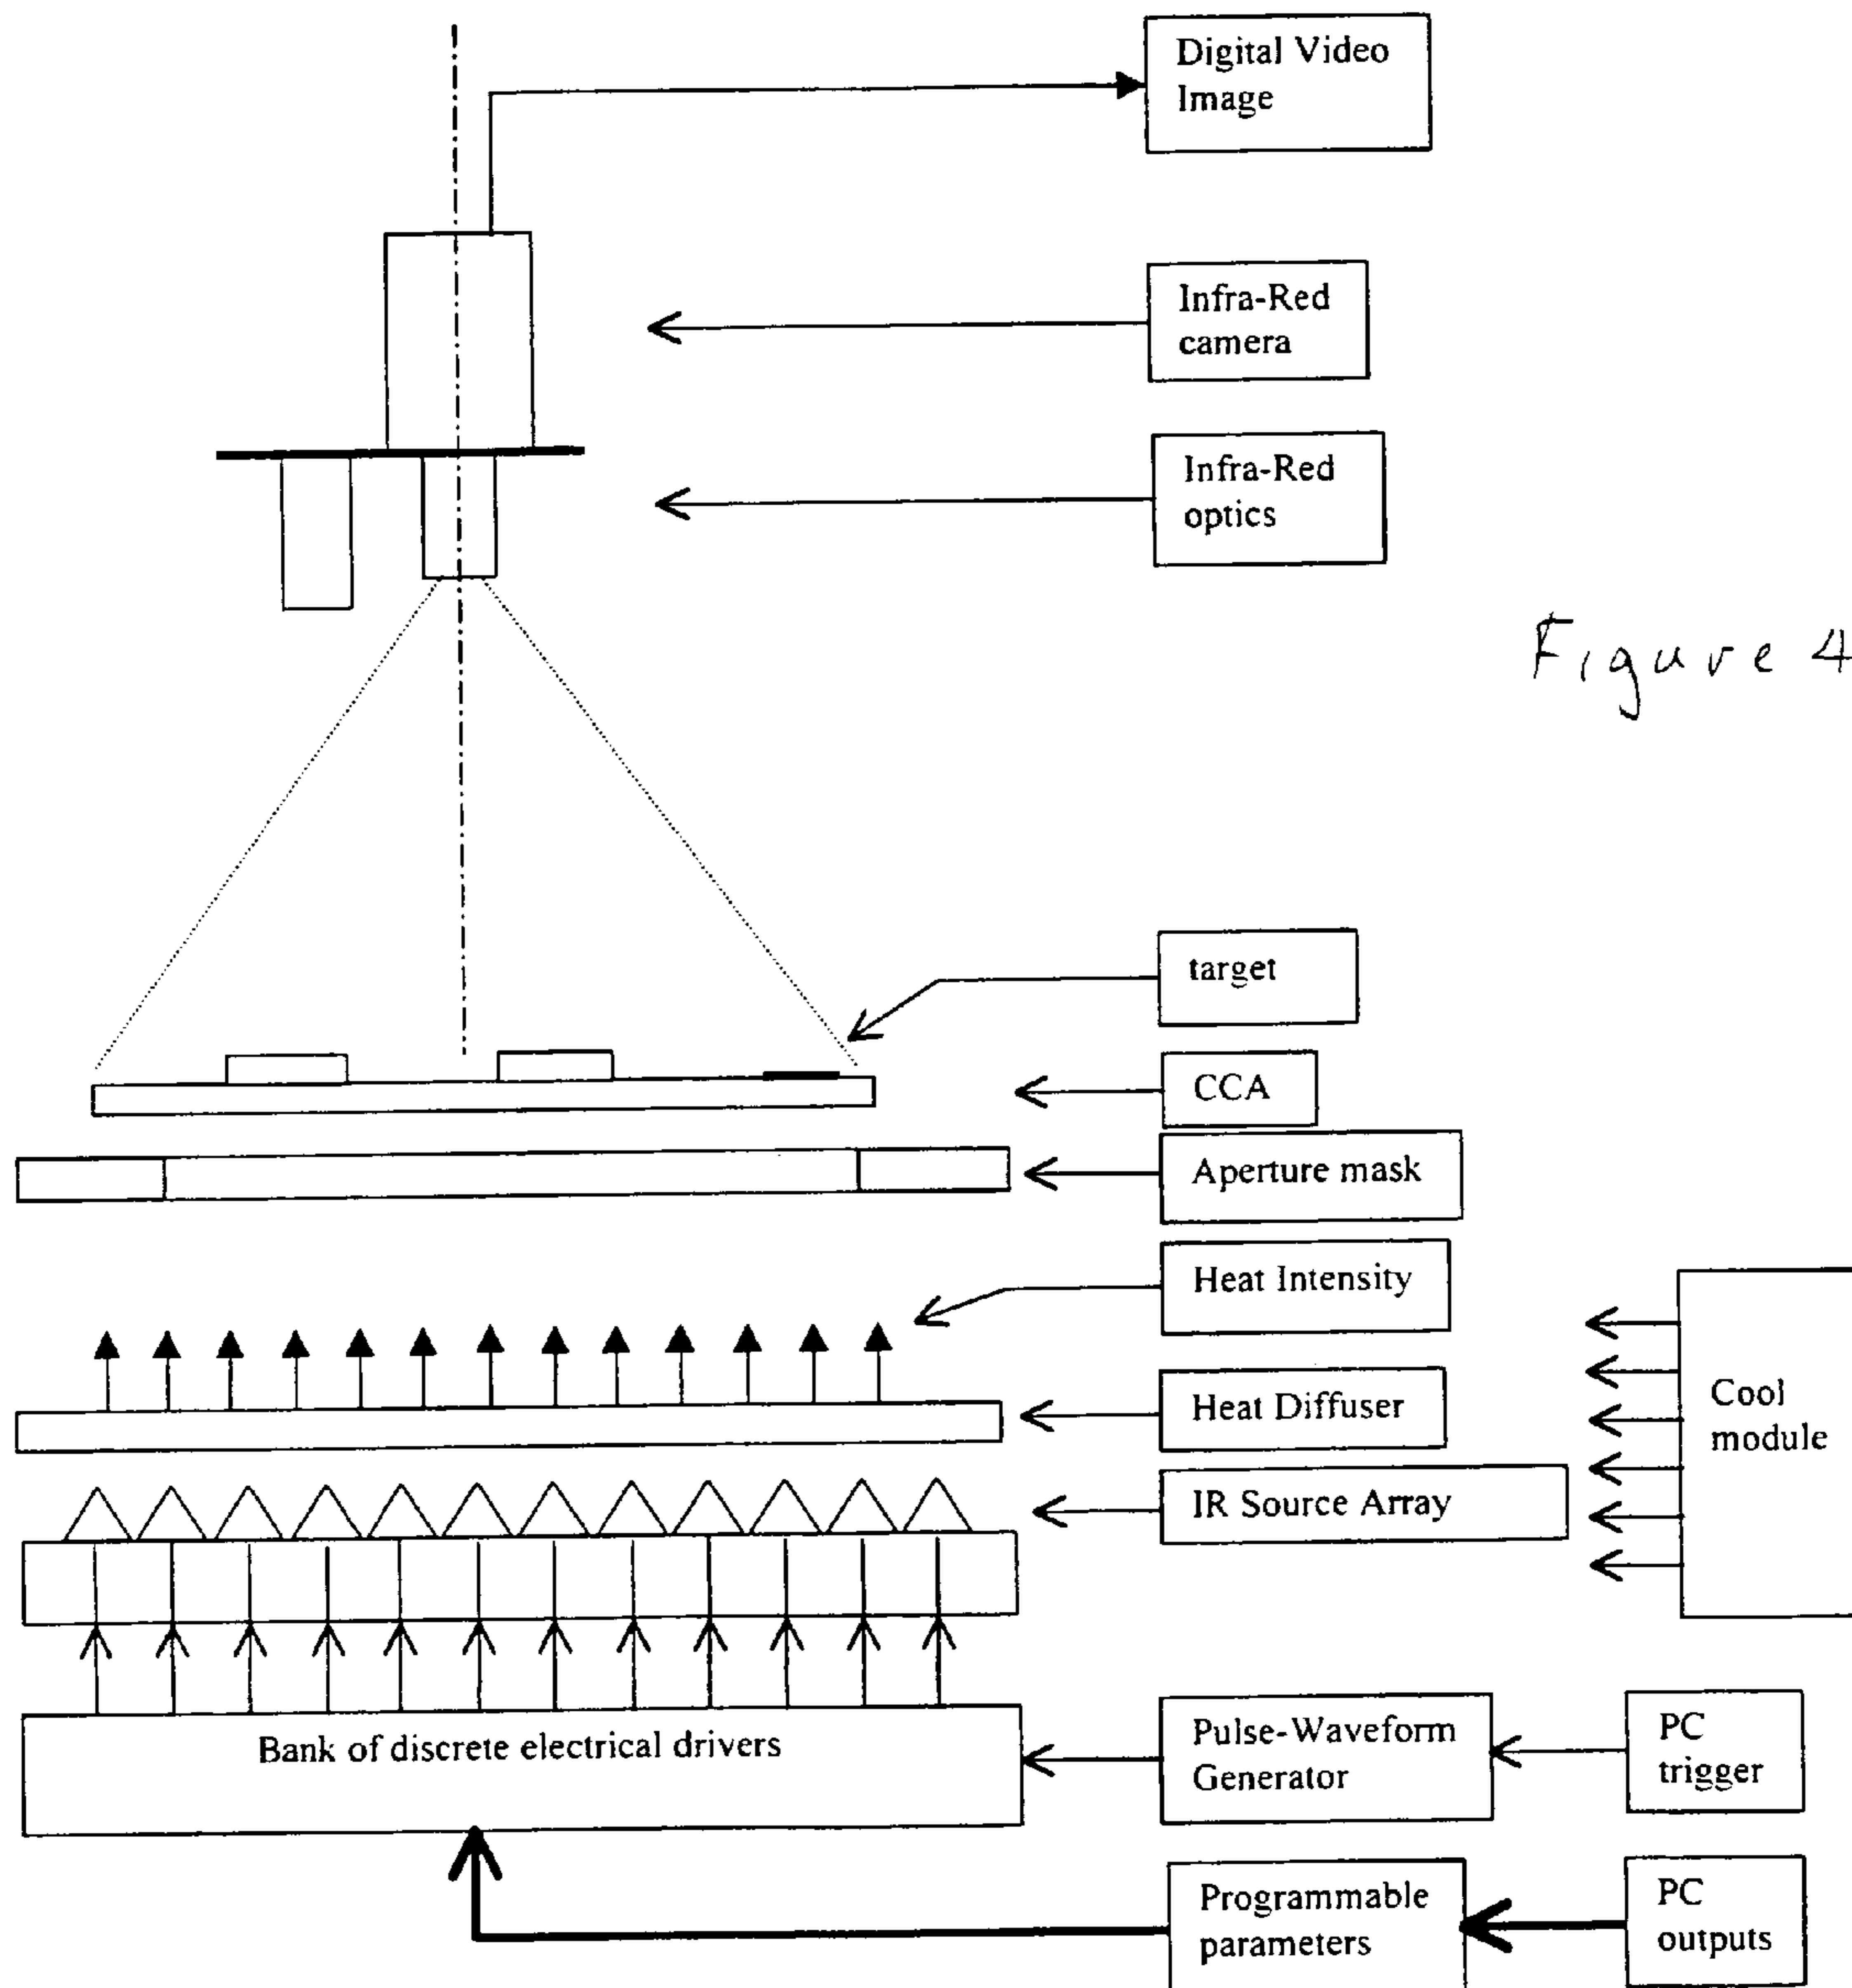 Digital Video
Image
Infra-Red
camera
Infra-Red
optics
Figure 4
target
CCA
Aperture mask
Heat Intensity
Heat Diffuser
IR Source Array
Cool
module
Bank of discrete electrical drivers
Pulse-Waveform
Generator
PC
trigger
Programmable
parameters
PC
outputs